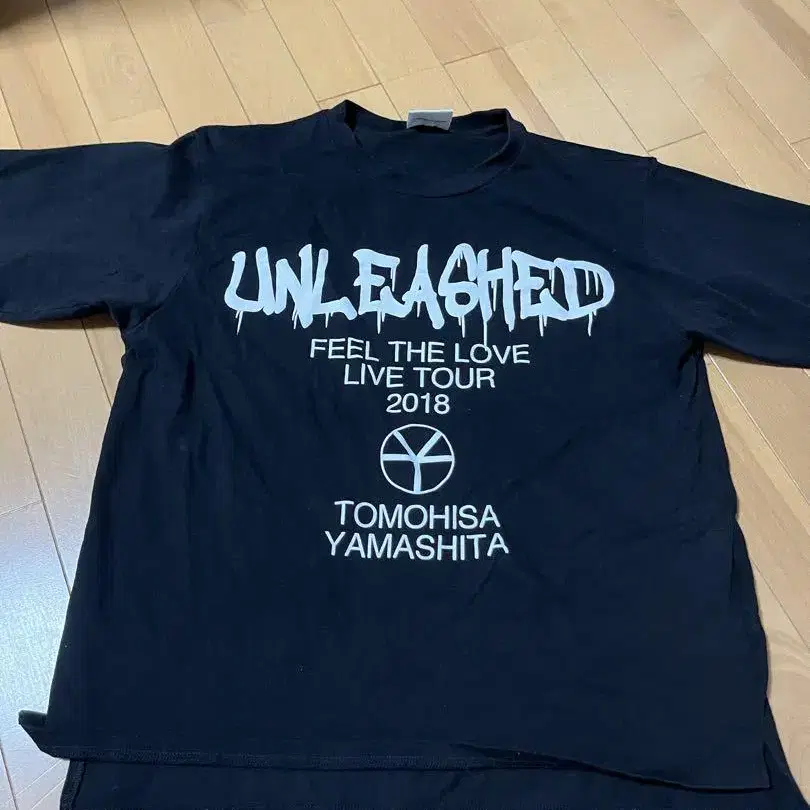 UNLEASHED
FEEL THE LOVE
LIVE TOUR
2018
TOMOHISA
YAMASHITA